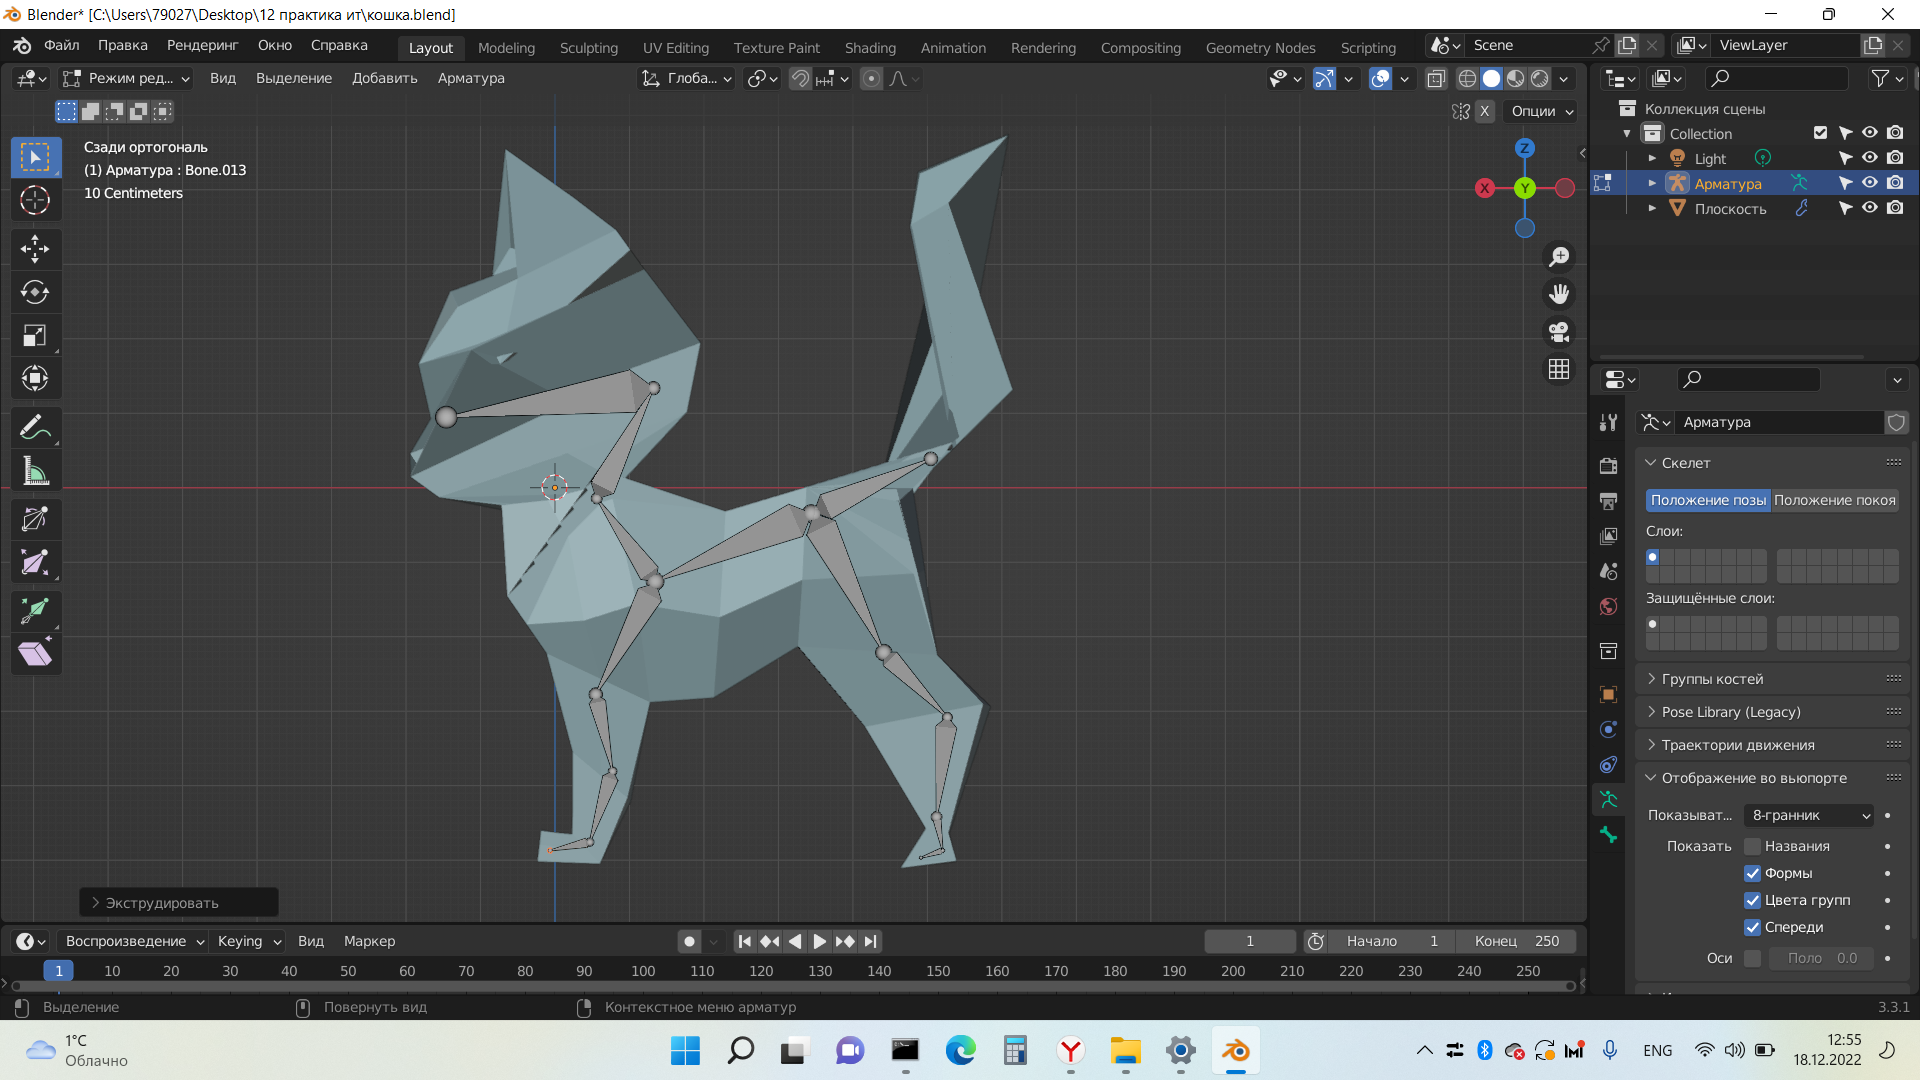 Blender* [C:\Users\79027\Desktop\12 практика ит\кошка.blend]
Файл Правка Рендеринг Окно Справка Layout Modeling Sculpting UV Editing Texture Paint Shading Animation Rendering Compositing Geometry Nodes Scripting Scene ViewLayer
Режим ред... Вид Выделение Добавить Арматура Глоба...
X Опции
Сзади ортогональ
(1) Арматура : Bone.013
10 Centimeters
Z
X Y
Коллекция сцены
Collection
Light
Арматура
Плоскость
Арматура
Скелет
Положение позы Положение покоя
Слои:
Защищённые слои:
Группы костей
Pose Library (Legacy)
Траектории движения
Отображение во вьюпорте
Показыват... 8-гранник
Показать Названия
Формы
Цвета групп
Спереди
Оси Поло 0.0
Экструдировать
Воспроизведение Keying Вид Маркер 1 Начало 1 Конец 250
1 10 20 30 40 50 60 70 80 90 100 110 120 130 140 150 160 170 180 190 200 210 220 230 240 250
Выделение Повернуть вид Контекстное меню арматур 3.3.1
1°C
Облачно
ENG
12:55
18.12.2022